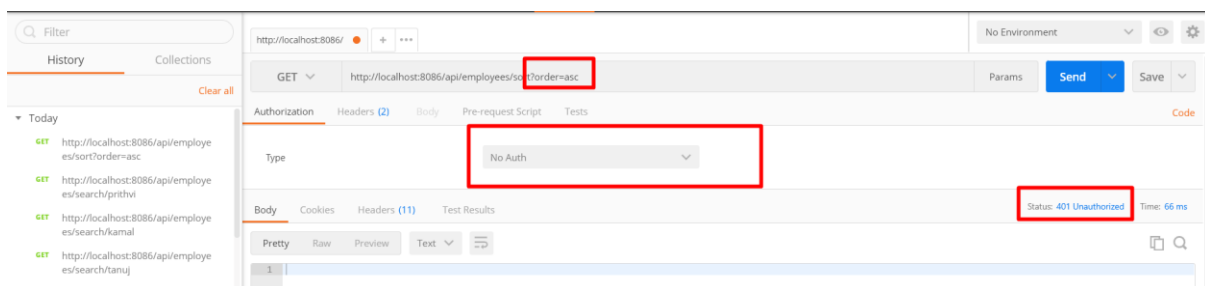 Filter
History Collections
Clear all
Today
GET http://localhost:8086/api/employe
es/sort?order=asc
GET http://localhost:8086/api/employe
es/search/prithvi
GET http://localhost:8086/api/employe
es/search/kamal
GET http://localhost:8086/api/employe
es/search/tanuj
http://localhost:8086/ + •••
No Environment
GET http://localhost:8086/api/employees/sort?order=asc Params Send Save
Authorization Headers (2) Body Pre-request Script Tests Code
Type No Auth
Body Cookies Headers (11) Test Results Status: 401 Unauthorized Time: 66 ms
Pretty Raw Preview Text
1